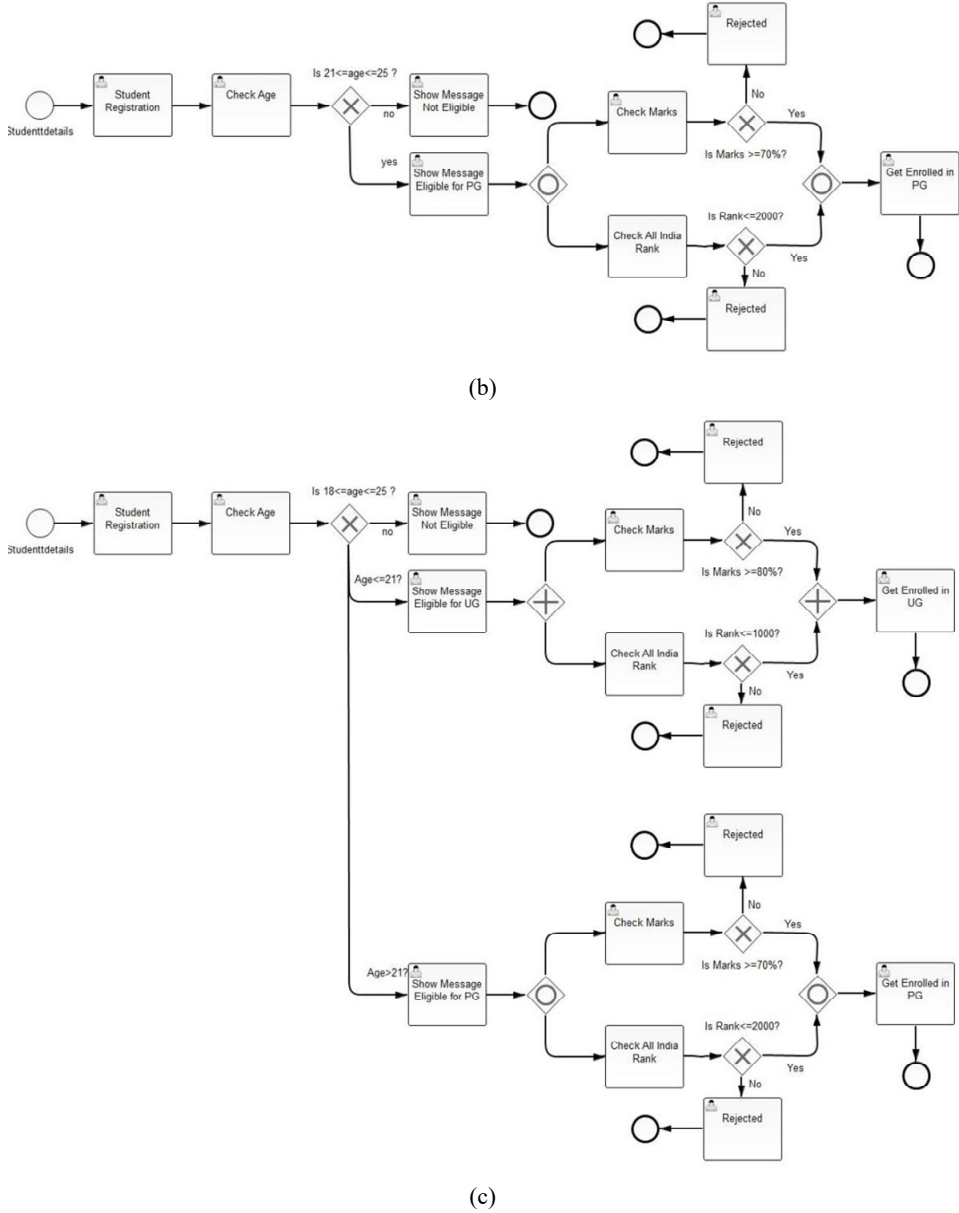 Rejected
Is 21<=age<=25 ?
No
Student
Registration
Check Age
Show Message
Not Eligible
Check Marks
Yes
no
Studenttdetails
Is Marks >=70%?
yes
Show Message
Eligible for PG
Get Enrolled in
PG
Is Rank<=2000?
Check All India
Rank
Yes
No
Rejected
(b)
Rejected
Is 18<=age<=25 ?
No
Student
Registration
Check Age
Show Message
Not Eligible
Check Marks
Yes
no
Studenttdetails
Is Marks >=80%?
Age<=21?
Show Message
Eligible for UG
Get Enrolled in
UG
Is Rank<=1000?
Check All India
Rank
Yes
No
Rejected
Rejected
No
Check Marks
Yes
Is Marks >=70%?
Age>21?
Show Message
Eligible for PG
Get Enrolled in
PG
Is Rank<=2000?
Check All India
Rank
Yes
No
Rejected
(c)